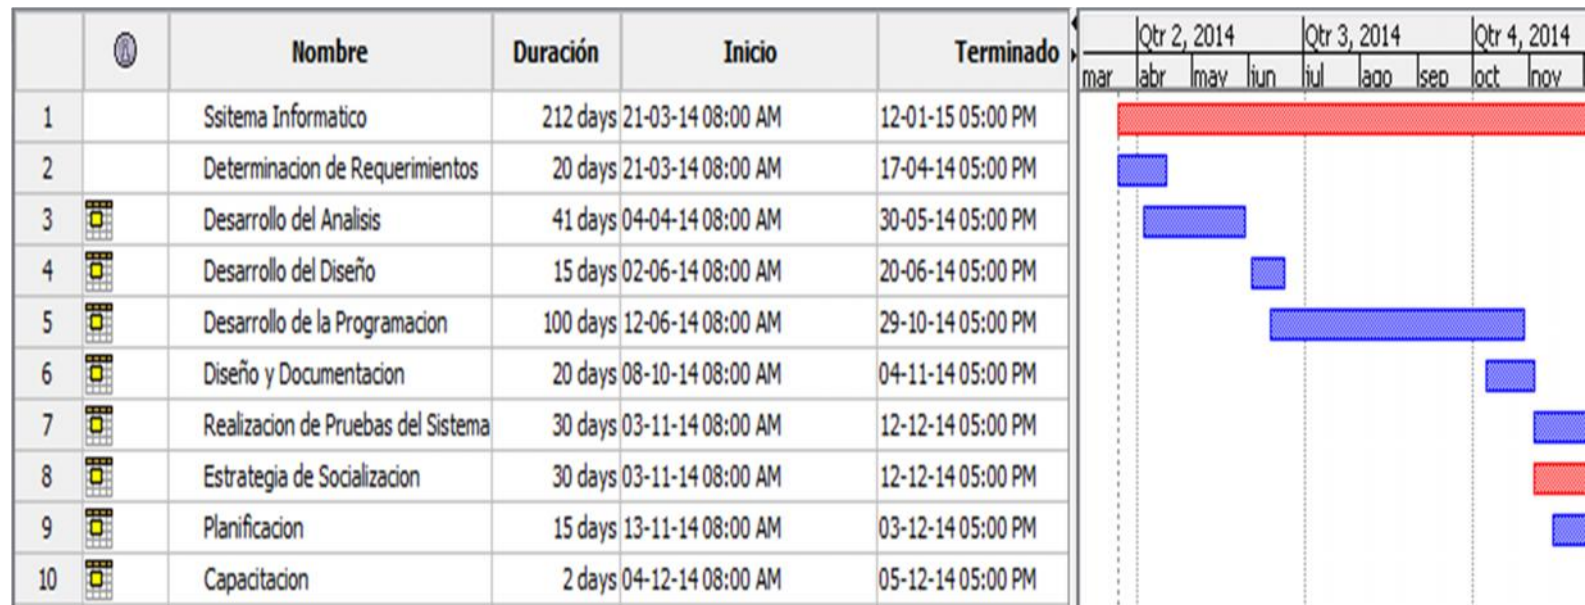 Nombre Duración Inicio Terminado
Qtr 2, 2014 Qtr 3, 2014 Qtr 4, 2014
mar abr may jun jul ago sep oct nov
1 Ssitema Informatico 212 days 21-03-14 08:00 AM 12-01-15 05:00 PM
2 Determinacion de Requerimientos 20 days 21-03-14 08:00 AM 17-04-14 05:00 PM
3 Desarrollo del Analisis 41 days 04-04-14 08:00 AM 30-05-14 05:00 PM
4 Desarrollo del Diseño 15 days 02-06-14 08:00 AM 20-06-14 05:00 PM
5 Desarrollo de la Programacion 100 days 12-06-14 08:00 AM 29-10-14 05:00 PM
6 Diseño y Documentacion 20 days 08-10-14 08:00 AM 04-11-14 05:00 PM
7 Realizacion de Pruebas del Sistema 30 days 03-11-14 08:00 AM 12-12-14 05:00 PM
8 Estrategia de Socializacion 30 days 03-11-14 08:00 AM 12-12-14 05:00 PM
9 Planificacion 15 days 13-11-14 08:00 AM 03-12-14 05:00 PM
10 Capacitacion 2 days 04-12-14 08:00 AM 05-12-14 05:00 PM